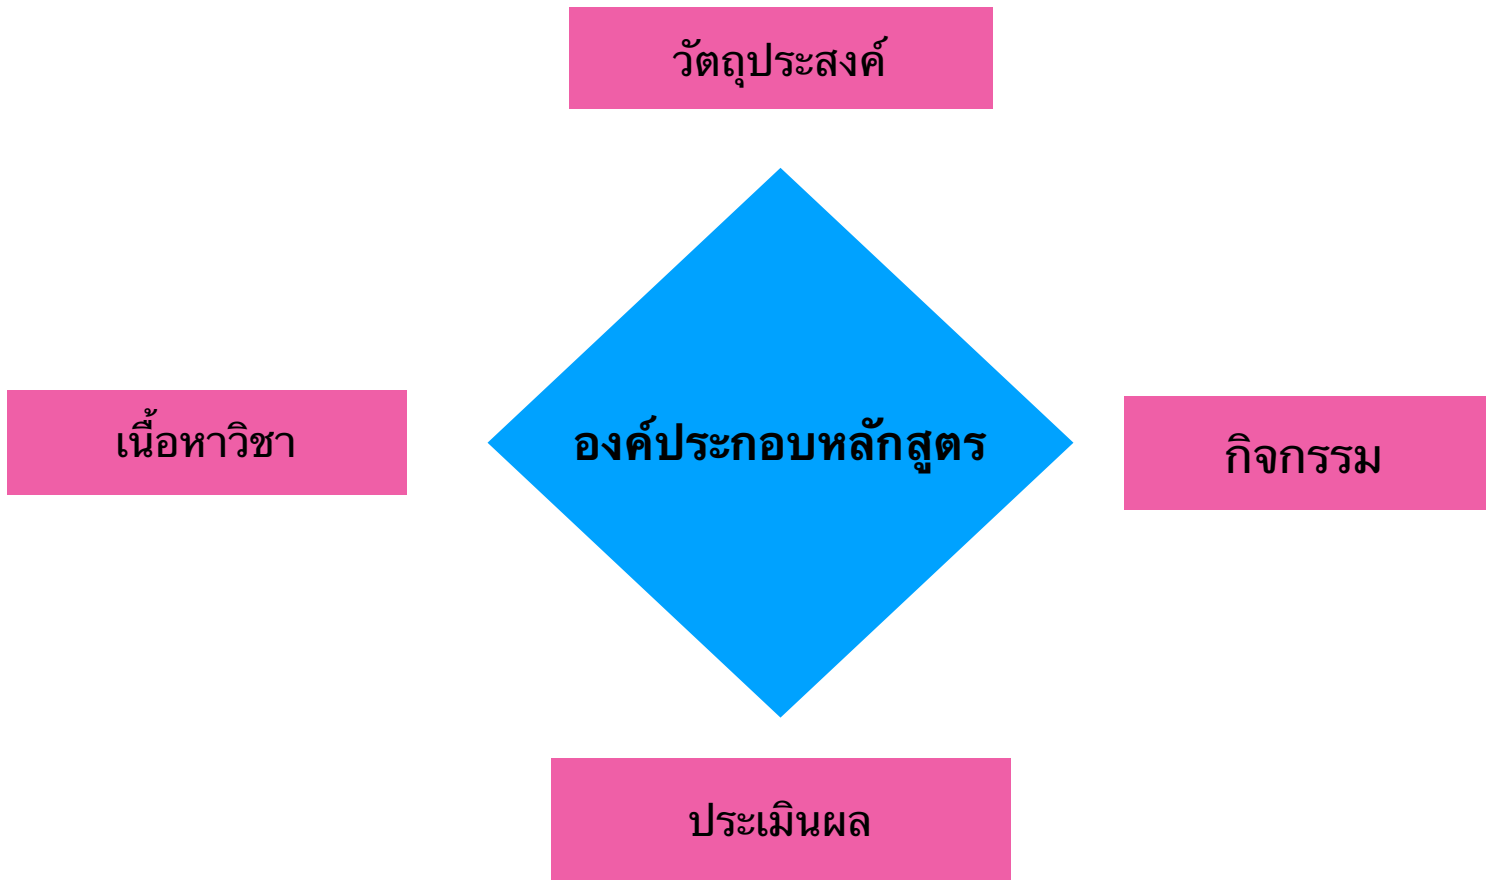 วัตถุประสงค์
เนื้อหาวิชา
องค์ประกอบหลักสูตร
กิจกรรม
ประเมินผล